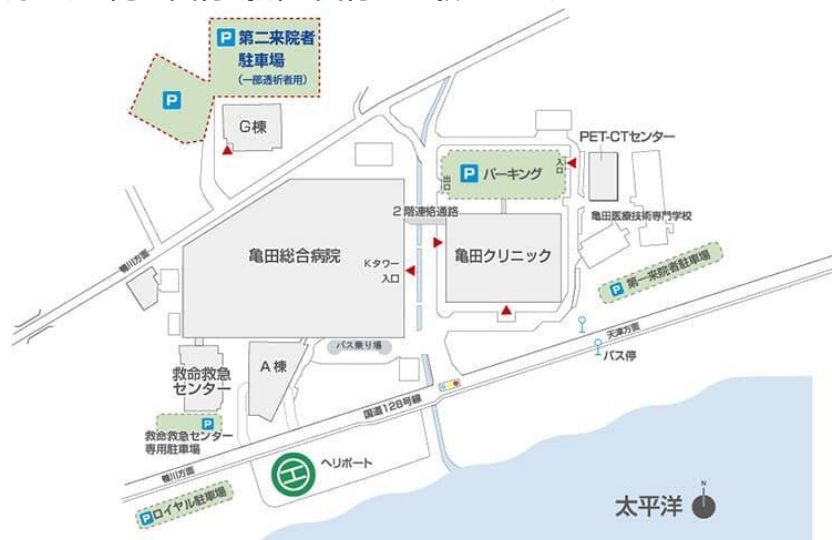 P 第二来院者
駐車場
(一部透析者用)
P
G棟
PET-CTセンター
P パーキング
入口
出口
2階連絡通路
亀田医療技術専門学校
亀田総合病院
Kタワー
入口
亀田クリニック
鴨川方面
P 第一来院者駐車場
天津方面
バス停
バス乗り場
A棟
救命救急
センター
国道128号線
P
救命救急センター
専用駐車場
鴨川方面
H
ヘリポート
Pロイヤル駐車場
太平洋
N